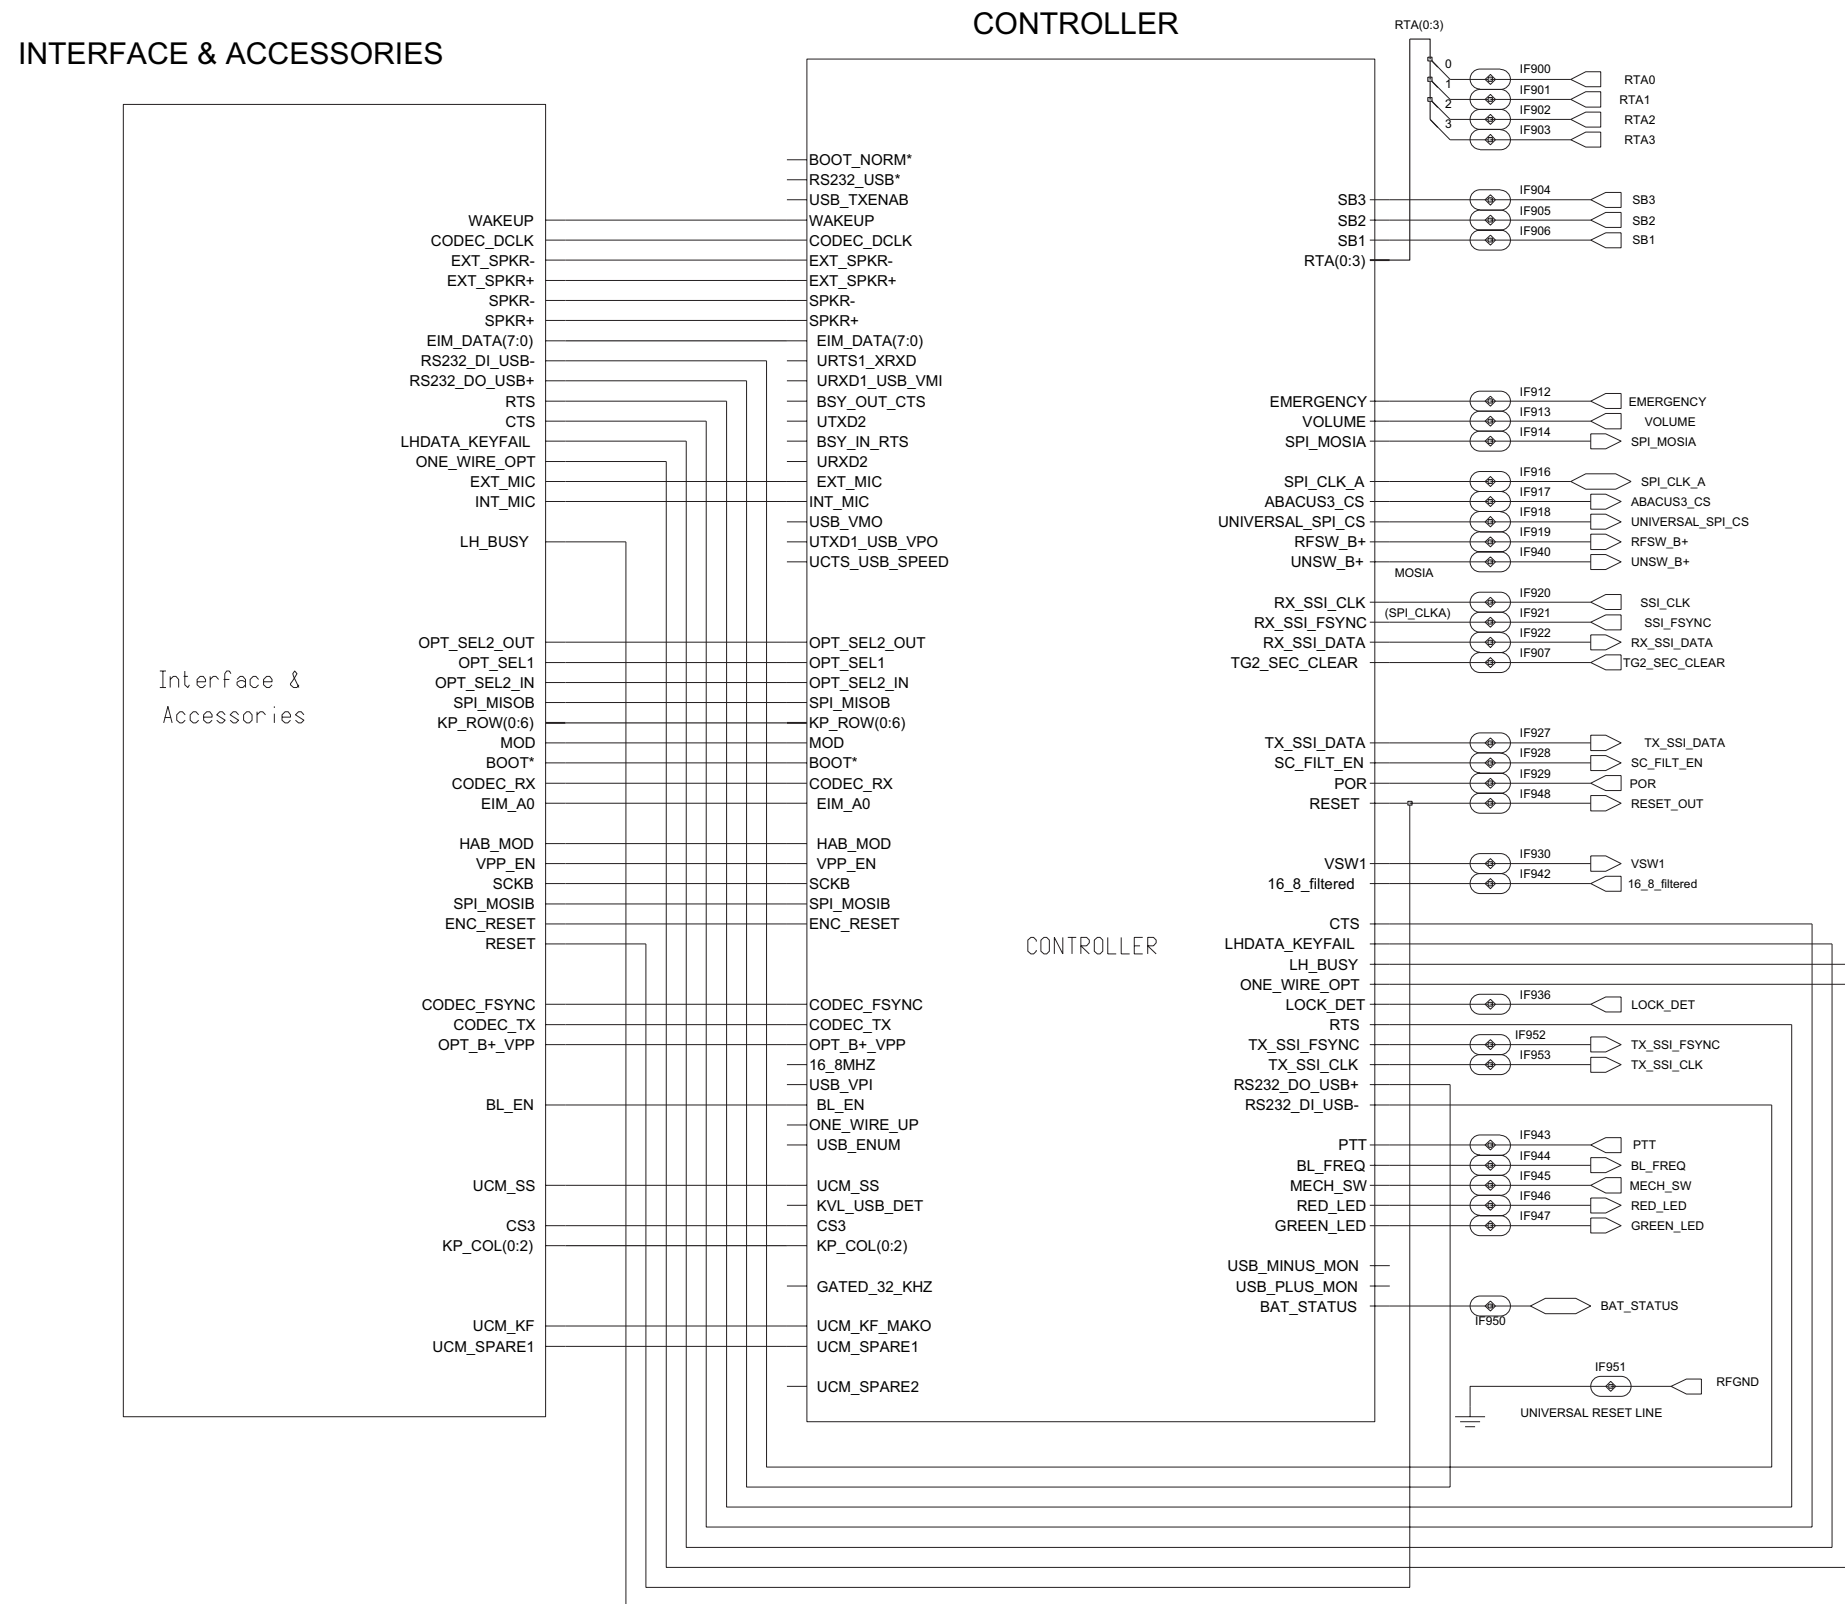 CONTROLLER
INTERFACE & ACCESSORIES
RTA(0:3)
0
1
2
3
IF900
RTA0
IF901
RTA1
IF902
RTA2
IF903
RTA3
Interface &
Accessories
WAKEUP
CODEC_DCLK
EXT_SPKR-
EXT_SPKR+
SPKR-
SPKR+
EIM_DATA(7:0)
RS232_DI_USB-
RS232_DO_USB+
RTS
CTS
LHDATA_KEYFAIL
ONE_WIRE_OPT
EXT_MIC
INT_MIC
LH_BUSY
OPT_SEL2_OUT
OPT_SEL1
OPT_SEL2_IN
SPI_MISOB
KP_ROW(0:6)
MOD
BOOT*
CODEC_RX
EIM_A0
HAB_MOD
VPP_EN
SCKB
SPI_MOSIB
ENC_RESET
RESET
CODEC_FSYNC
CODEC_TX
OPT_B+_VPP
BL_EN
UCM_SS
CS3
KP_COL(0:2)
UCM_KF
UCM_SPARE1
BOOT_NORM*
RS232_USB*
USB_TXENAB
WAKEUP
CODEC_DCLK
EXT_SPKR-
EXT_SPKR+
SPKR-
SPKR+
EIM_DATA(7:0)
URTS1_XRXD
URXD1_USB_VMI
BSY_OUT_CTS
UTXD2
BSY_IN_RTS
URXD2
EXT_MIC
INT_MIC
USB_VMO
UTXD1_USB_VPO
UCTS_USB_SPEED
OPT_SEL2_OUT
OPT_SEL1
OPT_SEL2_IN
SPI_MISOB
KP_ROW(0:6)
MOD
BOOT*
CODEC_RX
EIM_A0
HAB_MOD
VPP_EN
SCKB
SPI_MOSIB
ENC_RESET
CODEC_FSYNC
CODEC_TX
OPT_B+_VPP
16_8MHZ
USB_VPI
BL_EN
ONE_WIRE_UP
USB_ENUM
UCM_SS
KVL_USB_DET
CS3
KP_COL(0:2)
GATED_32_KHZ
UCM_KF_MAKO
UCM_SPARE1
UCM_SPARE2
CONTROLLER
SB3
SB2
SB1
RTA(0:3)
EMERGENCY
VOLUME
SPI_MOSIA
SPI_CLK_A
ABACUS3_CS
UNIVERSAL_SPI_CS
RFSW_B+
UNSW_B+
RX_SSI_CLK
RX_SSI_FSYNC
RX_SSI_DATA
TG2_SEC_CLEAR
TX_SSI_DATA
SC_FILT_EN
POR
RESET
VSW1
16_8_filtered
CTS
LHDATA_KEYFAIL
LH_BUSY
ONE_WIRE_OPT
LOCK_DET
RTS
TX_SSI_FSYNC
TX_SSI_CLK
RS232_DO_USB+
RS232_DI_USB-
PTT
BL_FREQ
MECH_SW
RED_LED
GREEN_LED
USB_MINUS_MON
USB_PLUS_MON
BAT_STATUS
MOSIA
(SPI_CLKA)
IF904
SB3
IF905
SB2
IF906
SB1
IF912
EMERGENCY
IF913
VOLUME
IF914
SPI_MOSIA
IF916
SPI_CLK_A
IF917
ABACUS3_CS
IF918
UNIVERSAL_SPI_CS
IF919
RFSW_B+
IF940
UNSW_B+
IF920
SSI_CLK
IF921
SSI_FSYNC
IF922
RX_SSI_DATA
IF907
TG2_SEC_CLEAR
IF927
TX_SSI_DATA
IF928
SC_FILT_EN
IF929
POR
IF948
RESET_OUT
IF930
VSW1
IF942
16_8_filtered
IF936
LOCK_DET
IF952
TX_SSI_FSYNC
IF953
TX_SSI_CLK
IF943
PTT
IF944
BL_FREQ
IF945
MECH_SW
IF946
RED_LED
IF947
GREEN_LED
BAT_STATUS
IF950
IF951
RFGND
UNIVERSAL RESET LINE